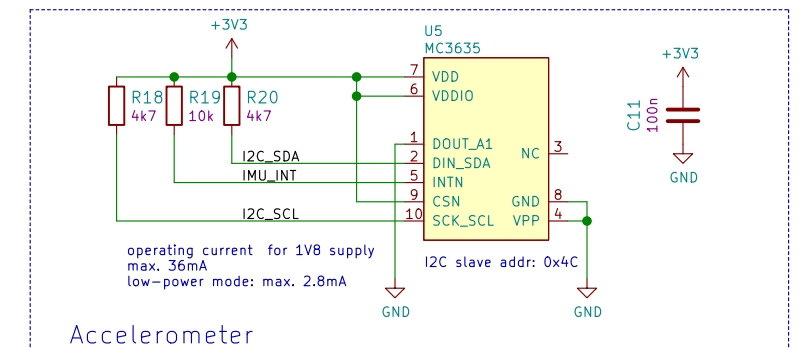 +3V3
U5
MC3635
R18
4k7
R19
10k
R20
4k7
7
VDD
6
VDDIO
1
DOUT_A1
I2C_SDA
2
DIN_SDA
IMU_INT
5
INTN
9
CSN
I2C_SCL
10
SCK_SCL
NC
3
GND
8
VPP
4
+3V3
C11
100n
GND
operating current  for 1V8 supply
max. 36mA
low-power mode: max. 2.8mA
I2C slave addr: 0x4C
GND
GND
Accelerometer